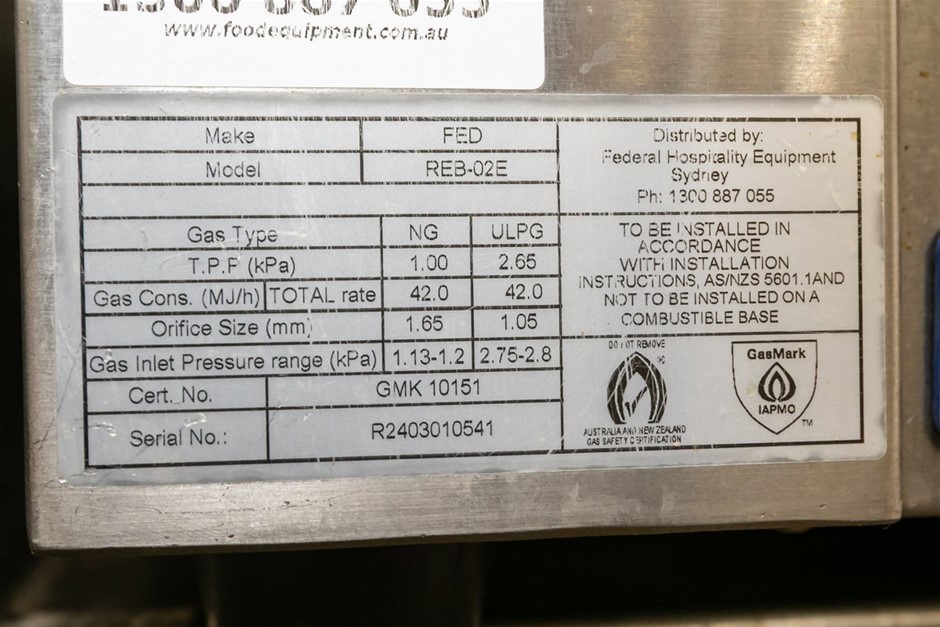 1300 887 055
www.foodequipment.com.au
Make FED
Model REB-02E
Distributed by:
Federal Hospitality Equipment
Sydney
Ph: 1300 887 055
Gas Type NG ULPG
T.P.F (kPa) 1.00 2.65
Gas Cons. (MJ/h) TOTAL rate 42.0 42.0
Orifice Size (mm) 1.65 1.05
Gas Inlet Pressure range (kPa) 1.13-1.2 2.75-2.8
Cert. No. GMK 10151
Serial No.: R2403010541
TO BE INSTALLED IN
ACCORDANCE
WITH INSTALLATION
INSTRUCTIONS, AS/NZS 5601.1AND
NOT TO BE INSTALLED ON A
COMBUSTIBLE BASE
DO NOT REMOVE
®
AUSTRALIA AND NEW ZEALAND
GAS SAFETY CERTIFICATION
GasMark
IAPMO
™